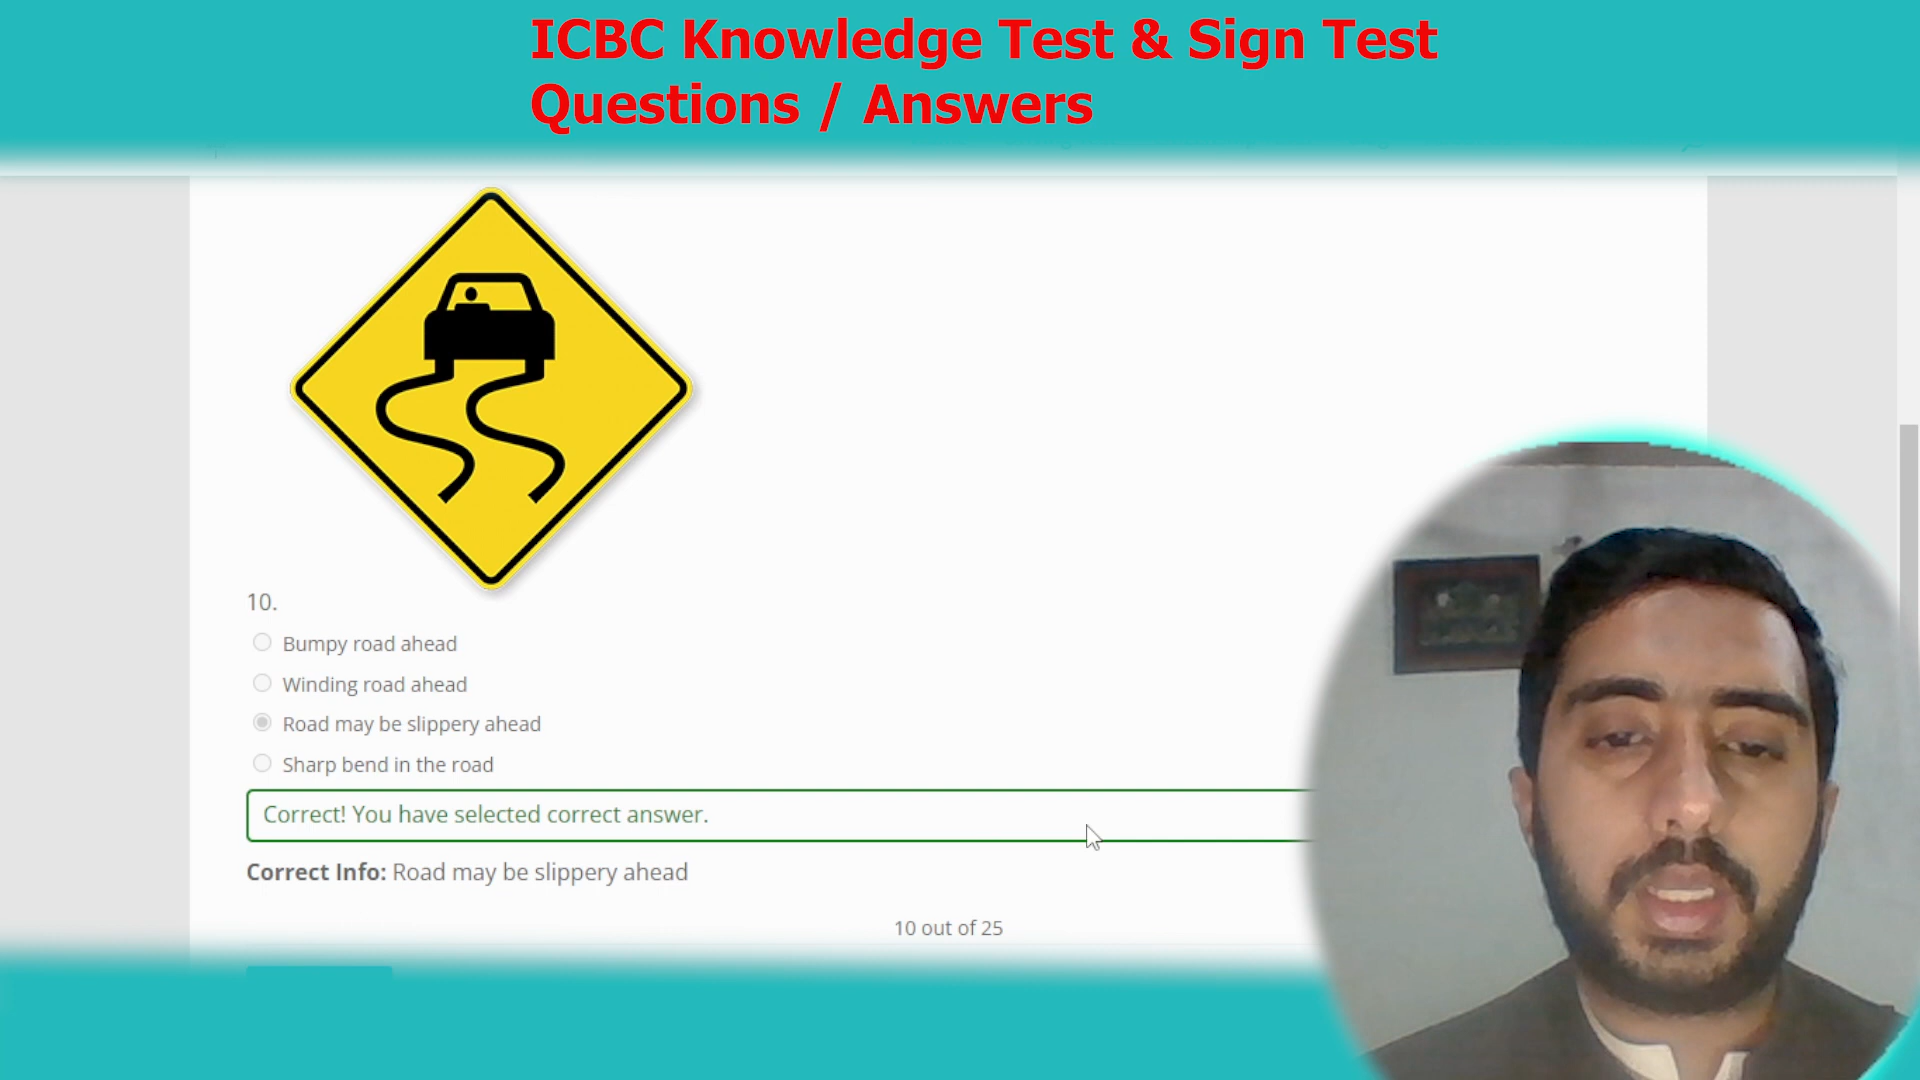 ICBC Knowledge Test & Sign Test
Questions / Answers
10.
Bumpy road ahead
Winding road ahead
Road may be slippery ahead
Sharp bend in the road
Correct! You have selected correct answer.
Correct Info: Road may be slippery ahead
10 out of 25